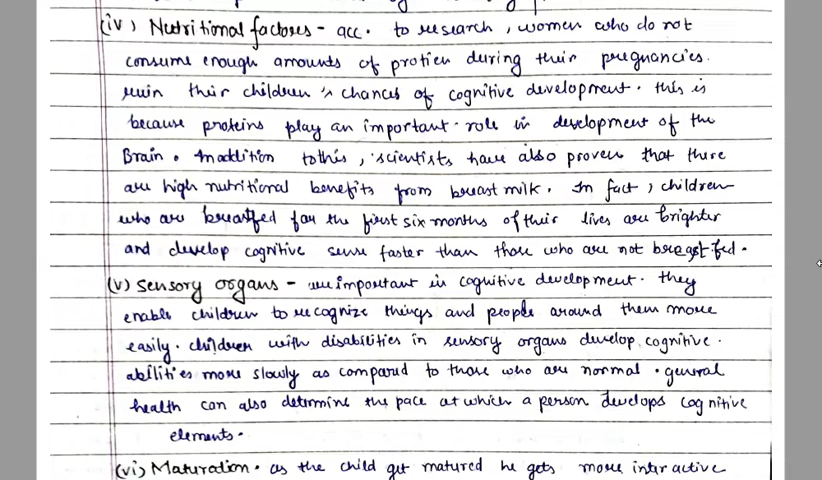 (iv) Nutritional factores - acc. to research, women who do not
consume enough amounts of protien during their pregnancies.
ruin their children's chances of cognitive development. this is
because proteins play an important role in development of the
Brain. In addition to this, scientists have also proven that there
are high nutritional benefits from breast milk. In fact, children
who are breastfed for the first six months of their lives are brighter
and develop cognitive sense faster than those who are not breast fed.
(v) Sensory organs - are important in cognitive development. they
enable children to recognize things and people around them more
easily. children with disabilities in sensory organs develop cognitive.
abilities more slowly as compared to those who are normal. general
health can also determine the pace at which a person develops cognitive
elements.
(vi) Maturation. as the child get matured he gets more interactive